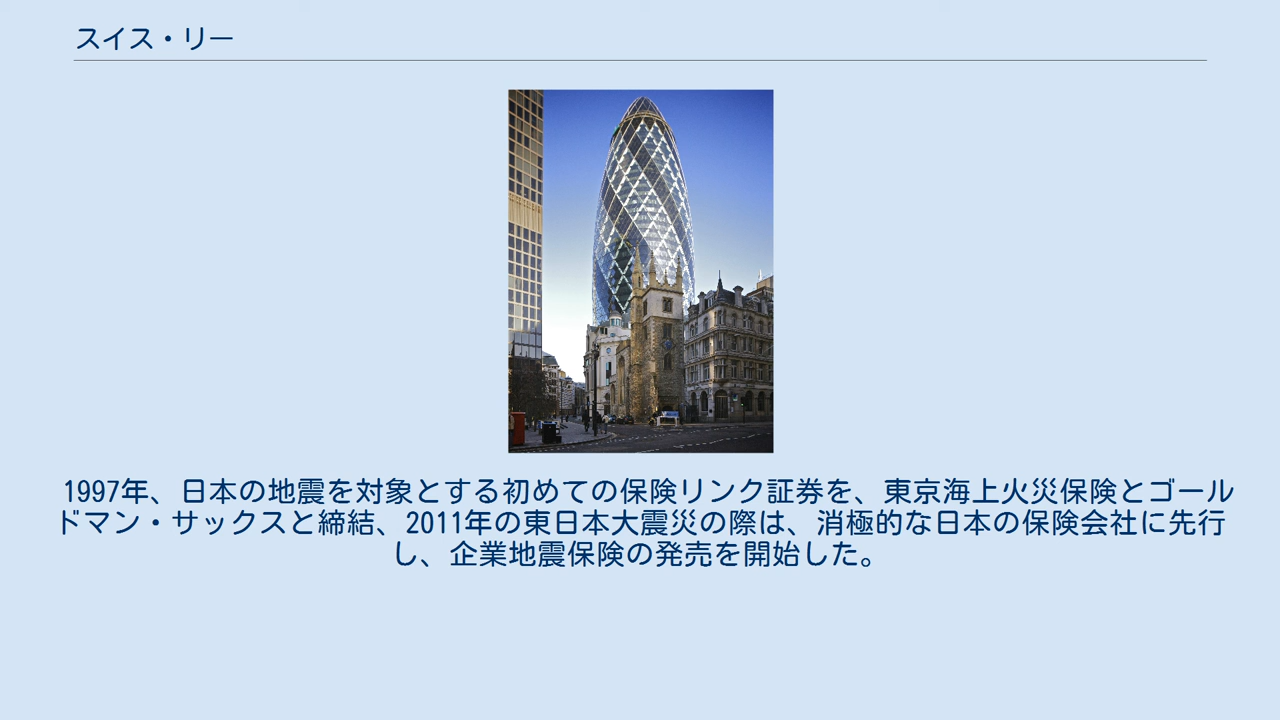 スイス・リー
1997年、日本の地震を対象とする初めての保険リンク証券を、東京海上火災保険とゴール
ドマン・サックスと締結、2011年の東日本大震災の際は、消極的な日本の保険会社に先行
し、企業地震保険の発売を開始した。